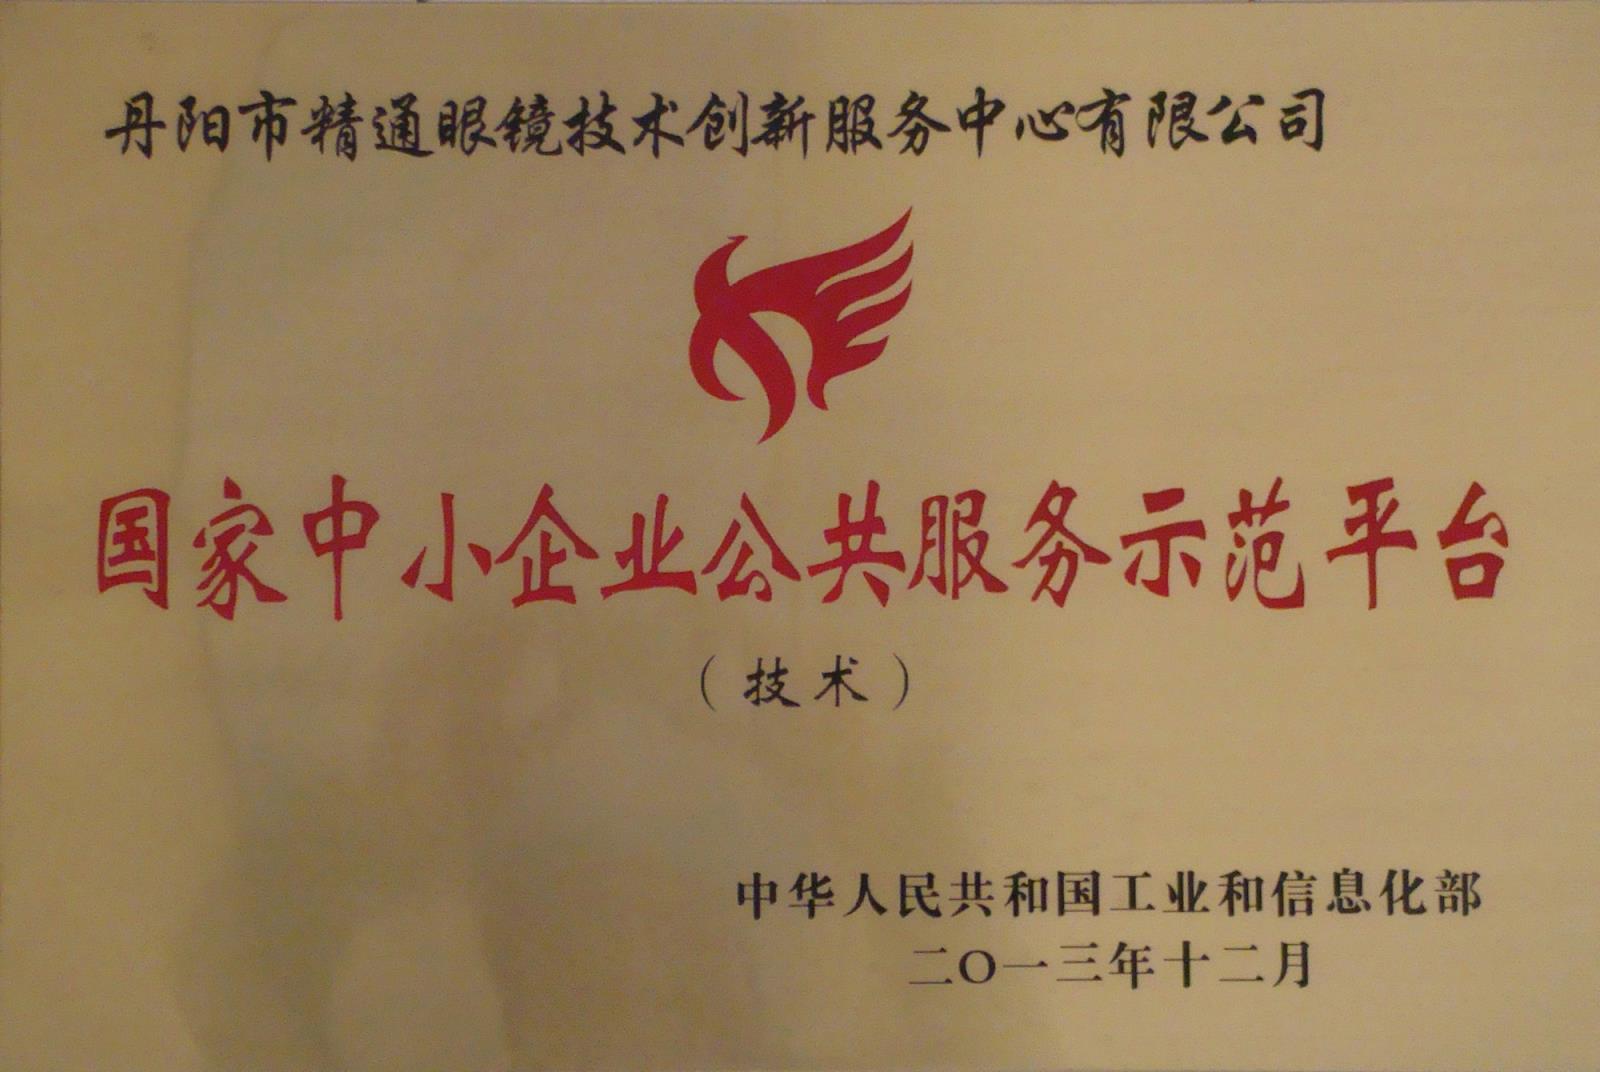 丹阳市精通眼镜技术创新服务中心有限公司
国家中小企业公共服务示范平台
（技术）
中华人民共和国工业和信息化部
二〇一三年十二月